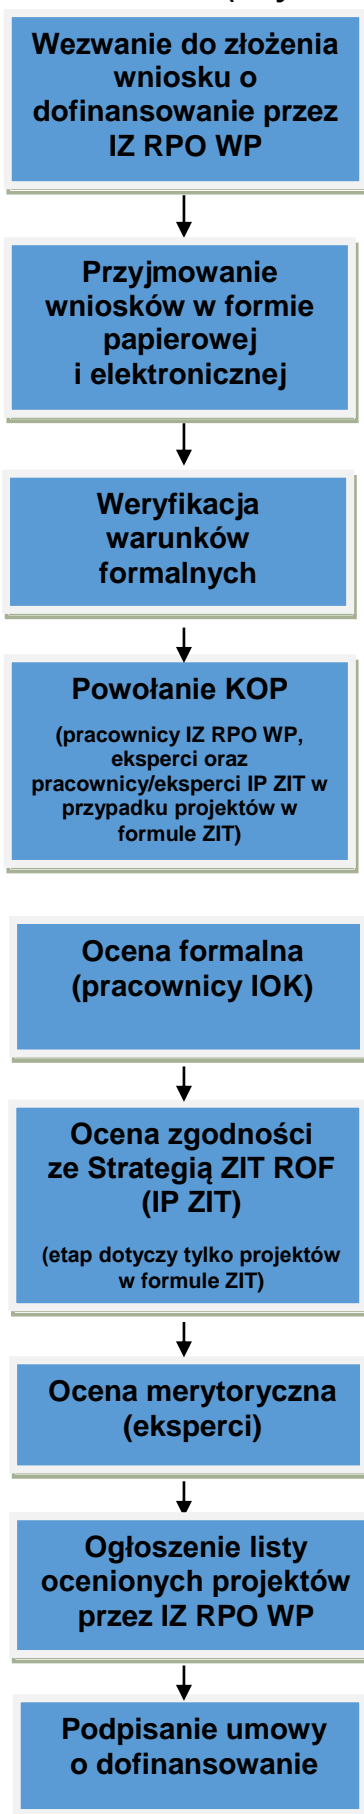 Wezwanie do złożenia
wniosku o
dofinansowanie przez
IZ RPO WP
Przyjmowanie
wniosków w formie
papierowej
i elektronicznej
Weryfikacja
warunków
formalnych
Powołanie KOP
(pracownicy IZ RPO WP,
eksperci oraz
pracownicy/eksperci IP ZIT w
przypadku projektów w
formule ZIT)
Ocena formalna
(pracownicy IOK)
Ocena zgodności
ze Strategią ZIT ROF
(IP ZIT)
(etap dotyczy tylko projektów
w formule ZIT)
Ocena merytoryczna
(eksperci)
Ogłoszenie listy
ocenionych projektów
przez IZ RPO WP
Podpisanie umowy
o dofinansowanie